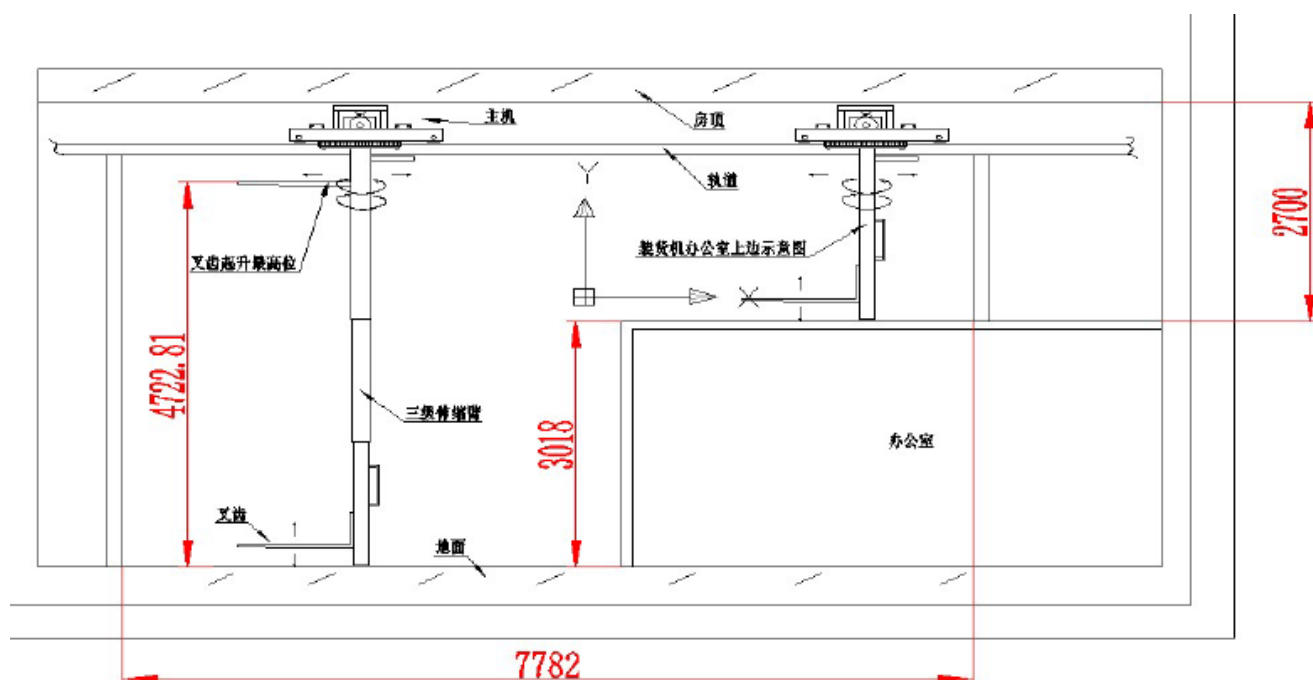 主机
房顶
轨道
Y
X
叉齿起升最高位
装货机办公室上边示意图
2700
4722.81
三级伸缩臂
3018
办公室
叉齿
地面
7782